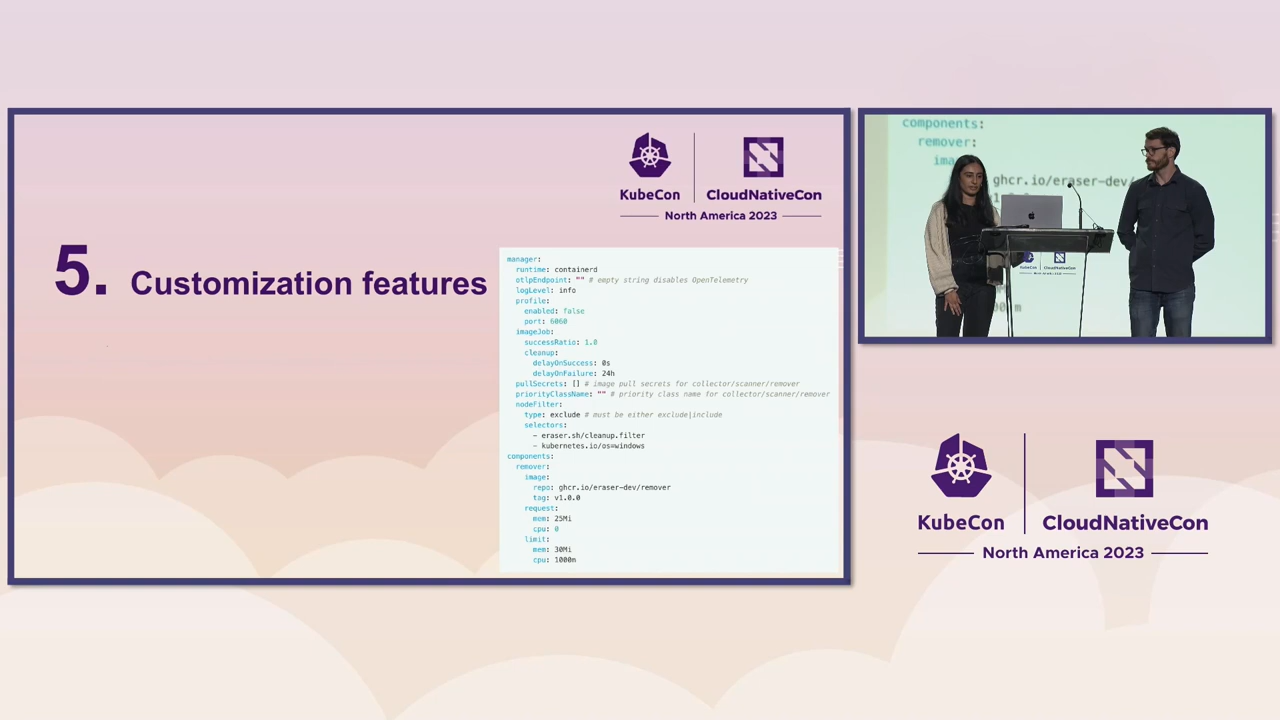 KubeCon
CloudNativeCon
North America 2023
5. Customization features
manager:
runtime: containerd
otlpEndpoint: "" # empty string disables OpenTelemetry
logLevel: info
profile:
enabled: false
port: 6060
imageJob:
successRatio: 1.0
cleanup:
delayOnSuccess: 0s
delayOnFailure: 24h
pullSecrets: [] # image pull secrets for collector/scanner/remover
priorityClassName: "" # priority class name for collector/scanner/remover
nodeFilter:
type: exclude # must be either exclude|include
selectors:
- eraser.sh/cleanup.filter
- kubernetes.io/os=windows
components:
remover:
image:
repo: ghcr.io/eraser-dev/remover
tag: v1.0.0
request:
mem: 25Mi
cpu: 0
limit:
mem: 30Mi
cpu: 1000m
components:
remover:
ima
ghcr.io/eraser-dev/
KubeCon
CloudNativeCon
North America 2023